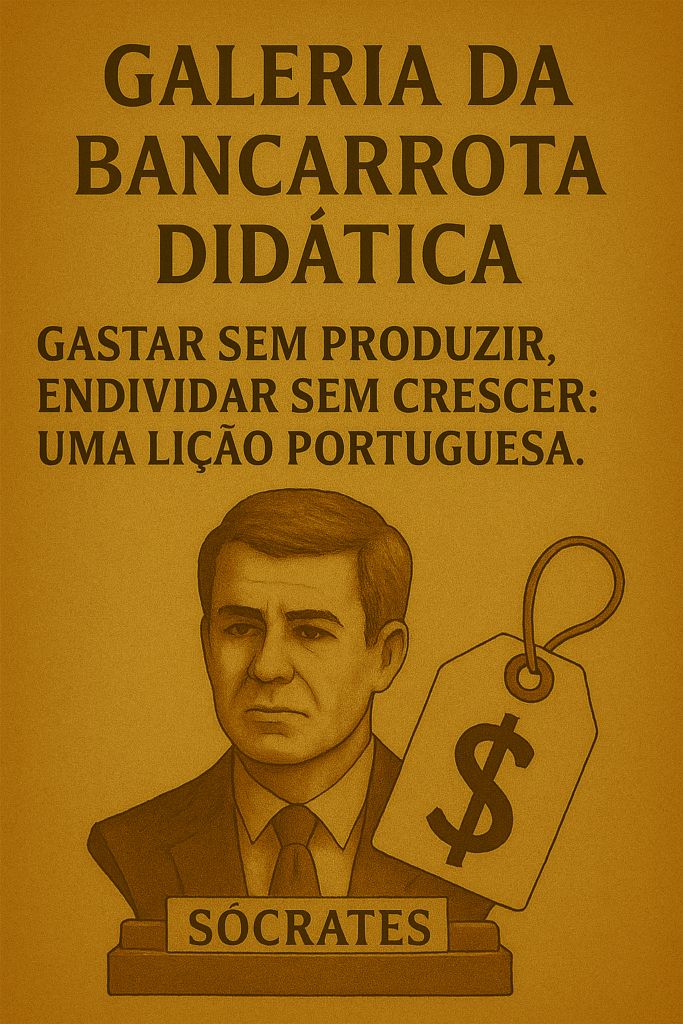 GALERIA DA
BANCARROTA
DIDÁTICA
GASTAR SEM PRODUZIR,
ENDIVIDAR SEM CRESCER:
UMA LIÇÃO PORTUGUESA.
$
SÓCRATES